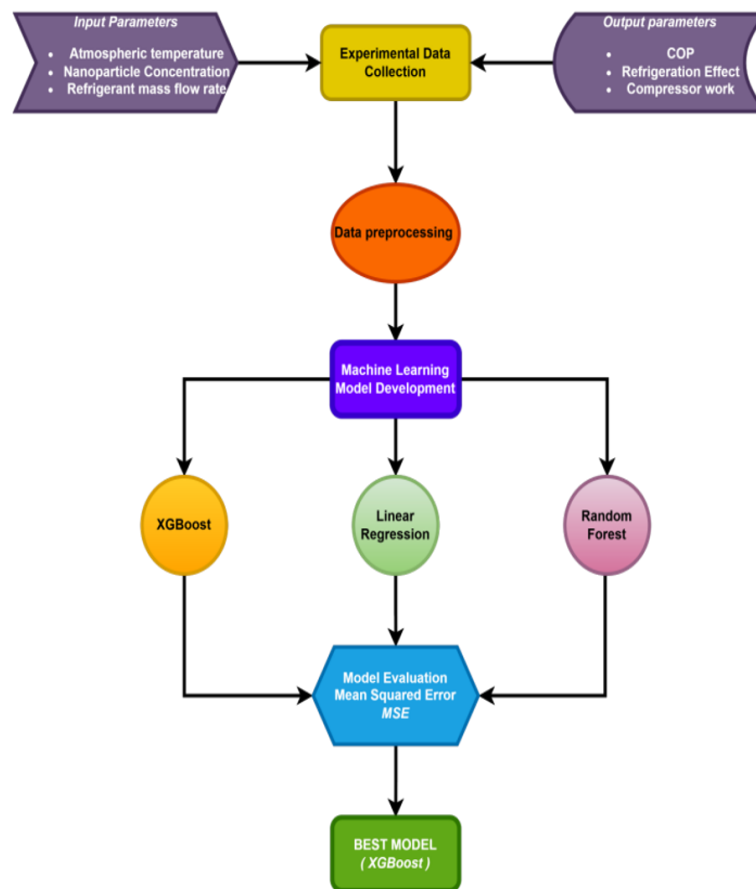 Input Parameters
• Atmospheric temperature
• Nanoparticle Concentration
• Refrigerant mass flow rate
Experimental Data
Collection
Output parameters
• COP
• Refrigeration Effect
• Compressor work
Data preprocessing
Machine Learning
Model Development
XGBoost
Linear
Regression
Random
Forest
Model Evaluation
Mean Squared Error
MSE
BEST MODEL
( XGBoost )